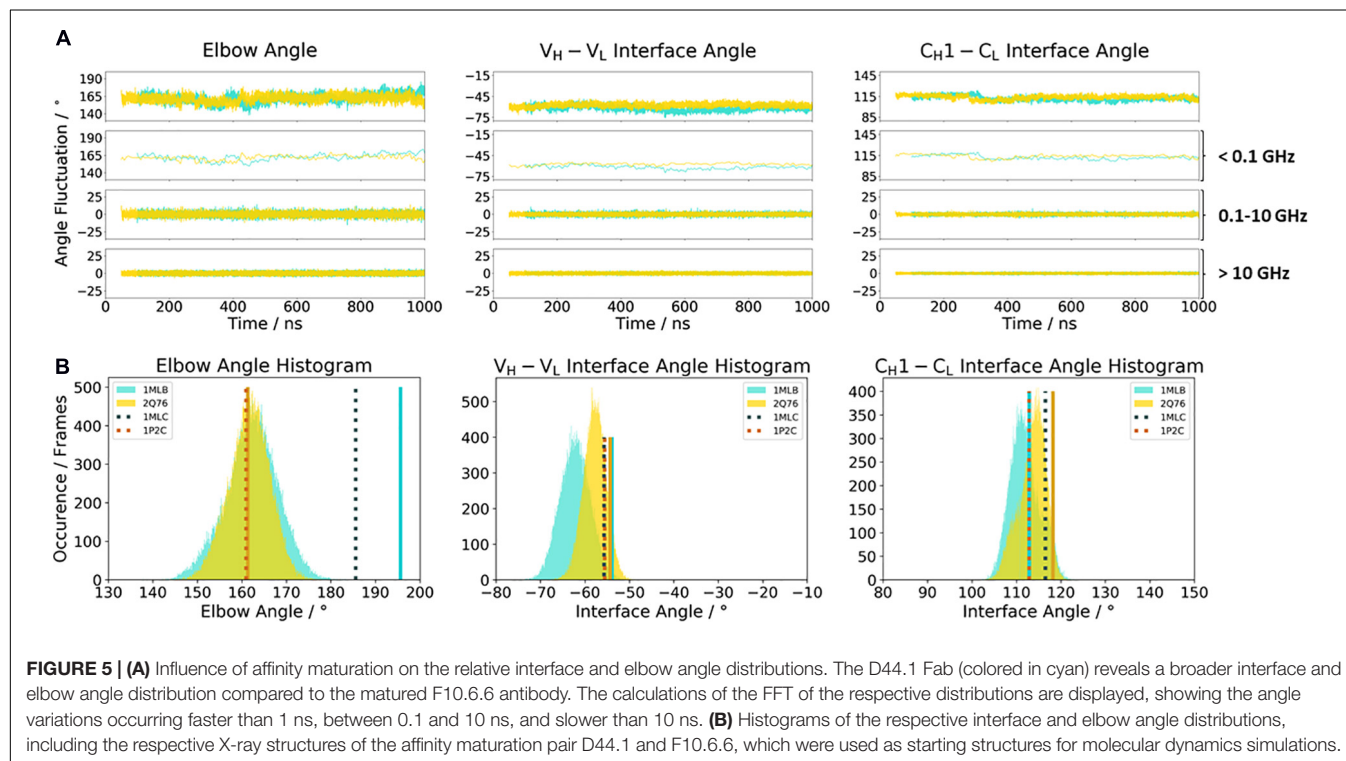 A
Elbow Angle
V_H – V_L Interface Angle
C_H1 – C_L Interface Angle
Angle Fluctuation / °
190
165
140
190
165
140
25
0
−25
25
0
−25
0 200 400 600 800 1000
Time / ns
−15
−45
−75
−15
−45
−75
25
0
−25
25
0
−25
0 200 400 600 800 1000
Time / ns
145
115
85
145
115
85
25
0
−25
25
0
−25
0 200 400 600 800 1000
Time / ns
< 0.1 GHz
0.1-10 GHz
> 10 GHz
B
Elbow Angle Histogram
Occurence / Frames
500
400
300
200
100
0
1MLB
2Q76
1MLC
1P2C
130 140 150 160 170 180 190 200
Elbow Angle / °
V_H – V_L Interface Angle Histogram
500
400
300
200
100
0
1MLB
2Q76
1MLC
1P2C
−80 −70 −60 −50 −40 −30 −20 −10
Interface Angle / °
C_H1 – C_L Interface Angle Histogram
400
350
300
250
200
150
100
50
0
1MLB
2Q76
1MLC
1P2C
80 90 100 110 120 130 140 150
Interface Angle / °
FIGURE 5 | (A) Influence of affinity maturation on the relative interface and elbow angle distributions. The D44.1 Fab (colored in cyan) reveals a broader interface and
elbow angle distribution compared to the matured F10.6.6 antibody. The calculations of the FFT of the respective distributions are displayed, showing the angle
variations occurring faster than 1 ns, between 0.1 and 10 ns, and slower than 10 ns. (B) Histograms of the respective interface and elbow angle distributions,
including the respective X-ray structures of the affinity maturation pair D44.1 and F10.6.6, which were used as starting structures for molecular dynamics simulations.